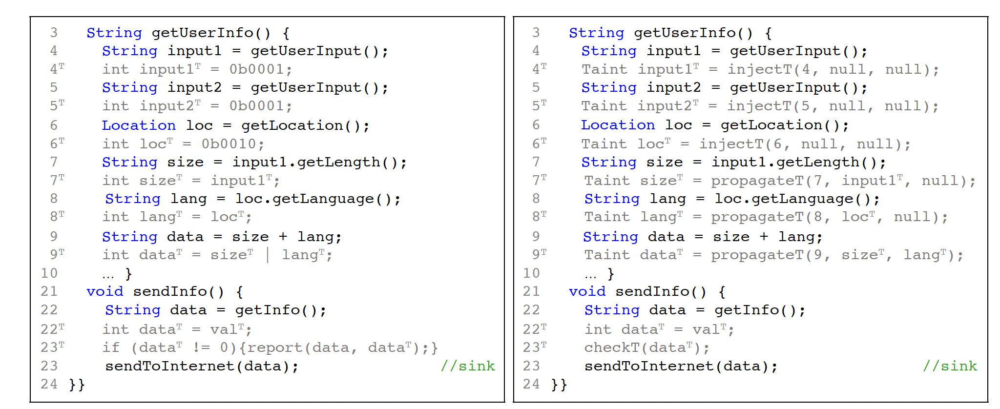 3 String getUserInfo() {
4 String input1 = getUserInput();
4ᵀ int input1ᵀ = 0b0001;
5 String input2 = getUserInput();
5ᵀ int input2ᵀ = 0b0001;
6 Location loc = getLocation();
6ᵀ int locᵀ = 0b0010;
7 String size = input1.getLength();
7ᵀ int sizeᵀ = input1ᵀ;
8 String lang = loc.getLanguage();
8ᵀ int langᵀ = locᵀ;
9 String data = size + lang;
9ᵀ int dataᵀ = sizeᵀ | langᵀ;
10 … }
21 void sendInfo() {
22 String data = getInfo();
22ᵀ int dataᵀ = valᵀ;
23ᵀ if (dataᵀ != 0){report(data, dataᵀ);}
23 sendToInternet(data); //sink
24 }}
3 String getUserInfo() {
4 String input1 = getUserInput();
4ᵀ Taint input1ᵀ = injectT(4, null, null);
5 String input2 = getUserInput();
5ᵀ Taint input2ᵀ = injectT(5, null, null);
6 Location loc = getLocation();
6ᵀ Taint locᵀ = injectT(6, null, null);
7 String size = input1.getLength();
7ᵀ Taint sizeᵀ = propagateT(7, input1ᵀ, null);
8 String lang = loc.getLanguage();
8ᵀ Taint langᵀ = propagateT(8, locᵀ, null);
9 String data = size + lang;
9ᵀ Taint dataᵀ = propagateT(9, sizeᵀ, langᵀ);
10 … }
21 void sendInfo() {
22 String data = getInfo();
22ᵀ int dataᵀ = valᵀ;
23ᵀ checkT(dataᵀ);
23 sendToInternet(data); //sink
24 }}